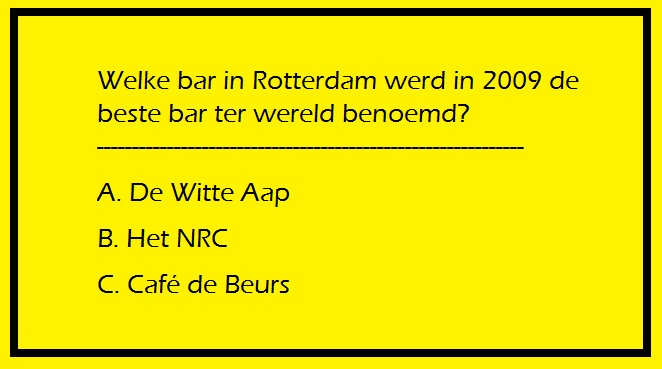 Welke bar in Rotterdam werd in 2009 de
beste bar ter wereld benoemd?
-------------------------------------------------------------
A. De Witte Aap
B. Het NRC
C. Café de Beurs